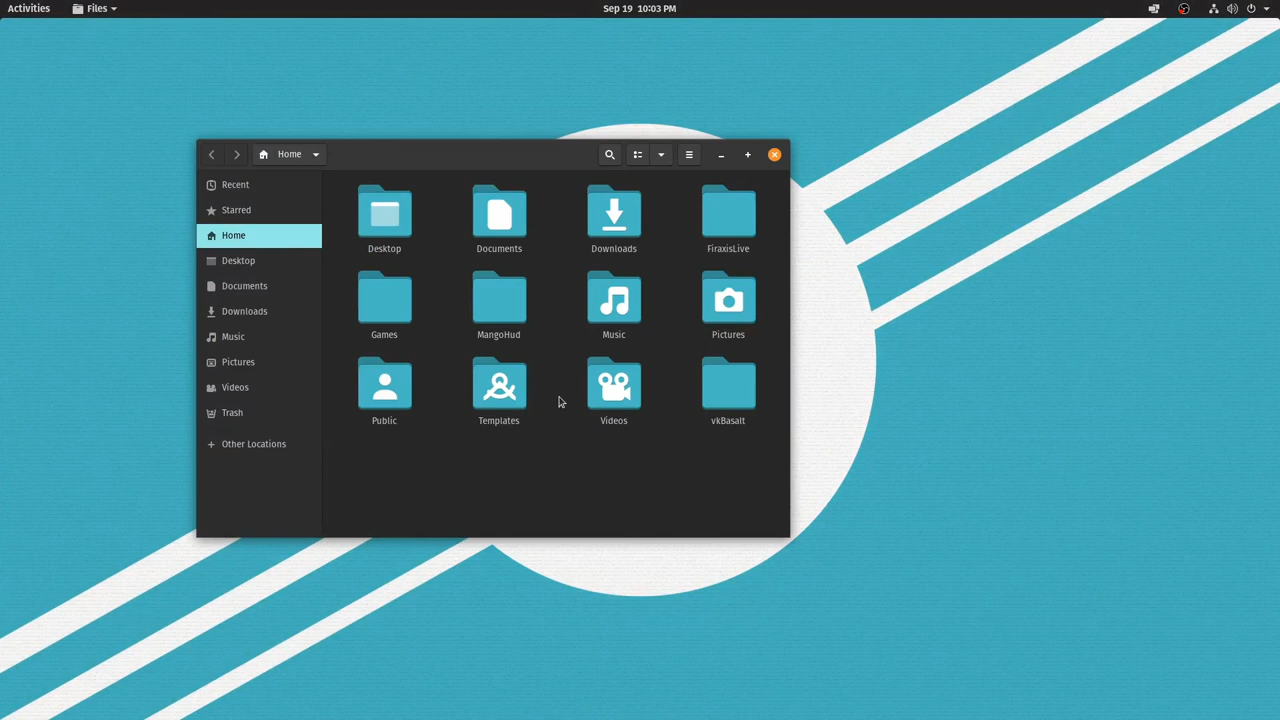 Activities Files Sep 19 10:03 PM
Home
Recent
Starred
Home
Desktop
Documents
Downloads
Music
Pictures
Videos
Trash
Other Locations
Desktop Documents Downloads FiraxisLive
Games MangoHud Music Pictures
Public Templates Videos vkBasalt